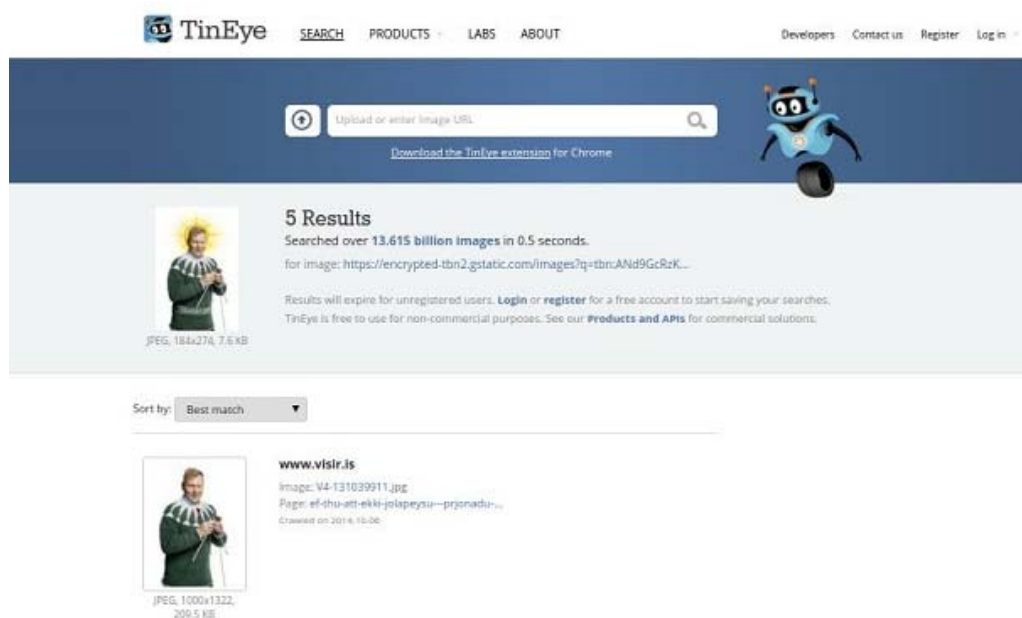 TinEye
SEARCH PRODUCTS LABS ABOUT
Developers Contact us Register Log in
Upload or enter Image URL
Download the TinEye extension for Chrome
5 Results
Searched over 13.615 billion images in 0.5 seconds.
for image: https://encrypted-tbn2.gstatic.com/images?q=tbn:ANd9GcRzK...
Results will expire for unregistered users. Login or register for a free account to start saving your searches.
TinEye is free to use for non-commercial purposes. See our Products and APIs for commercial solutions.
JPEG, 184x274, 7.6 KB
Sort by: Best match
www.visir.is
Image: V4-131039911.jpg
Page: ef-thu-att-ekki-jolapeysu---prjonadu-...
Crawled on
JPEG, 1000x1322,
209.5 KB